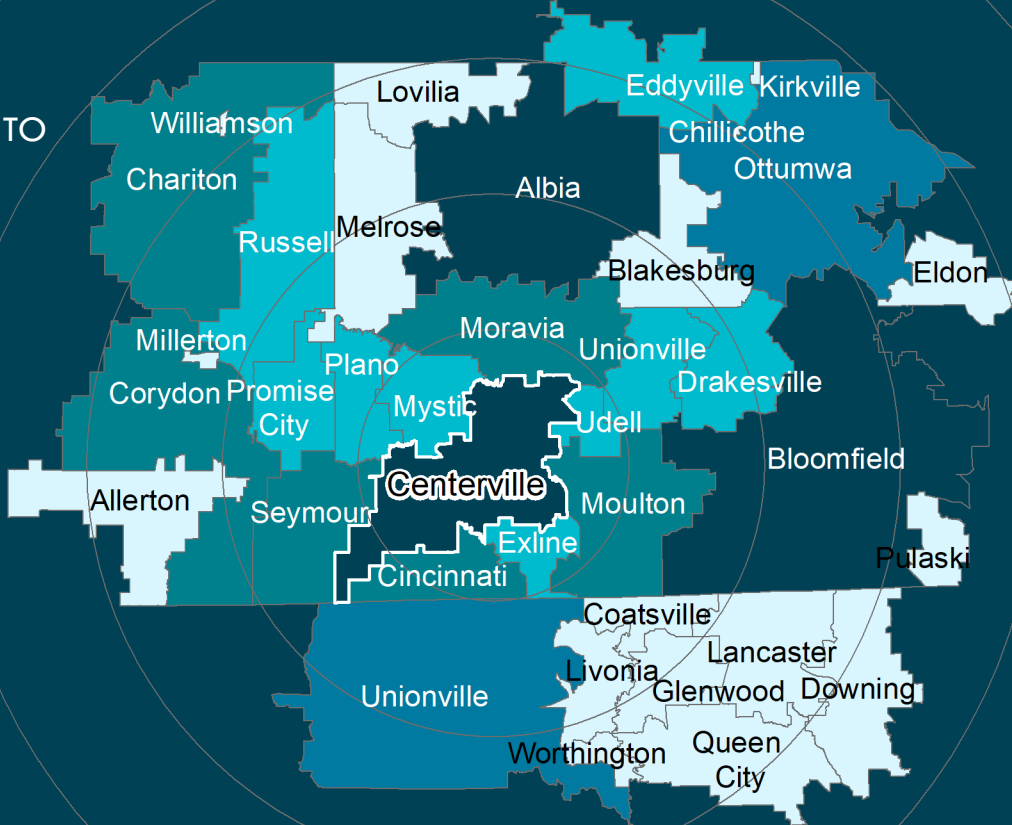 Lovilia
Eddyville
Kirkville
TO
Williamson
Chillicothe
Ottumwa
Chariton
Albia
Melrose
Russell
Blakesburg
Eldon
Moravia
Millerton
Unionville
Plano
Drakesville
Corydon
Promise
City
Mystic
Udell
Bloomfield
Centerville
Allerton
Seymour
Moulton
Exline
Pulaski
Cincinnati
Coatsville
Lancaster
Livonia
Glenwood
Downing
Unionville
Worthington
Queen
City